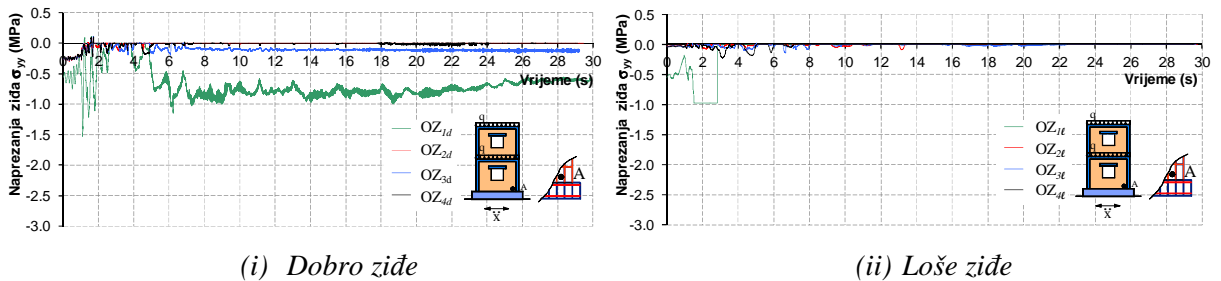 0.5
0.0
-0.5
-1.0
-1.5
-2.0
-2.5
-3.0
Naprezanja ziđa σyy (MPa)
0 2 4 6 8 10 12 14 16 18 20 22 24 26 28 30
Vrijeme (s)
OZ1d
OZ2d
OZ3d
OZ4d
q
q
A
ẍ
A
0.5
0.0
-0.5
-1.0
-1.5
-2.0
-2.5
-3.0
Naprezanja ziđa σyy (MPa)
0 2 4 6 8 10 12 14 16 18 20 22 24 26 28 30
Vrijeme (s)
OZ1ℓ
OZ2ℓ
OZ3ℓ
OZ4ℓ
q
q
A
ẍ
A
(i) Dobro ziđe
(ii) Loše ziđe